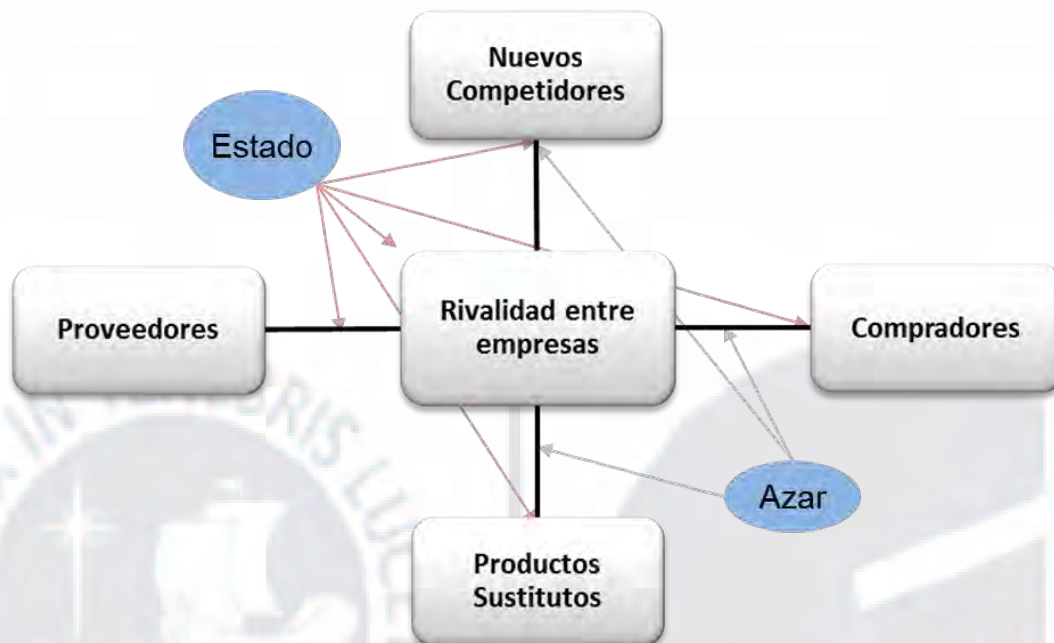 Nuevos
Competidores
Estado
Proveedores
Rivalidad entre
empresas
Compradores
Azar
Productos
Sustitutos